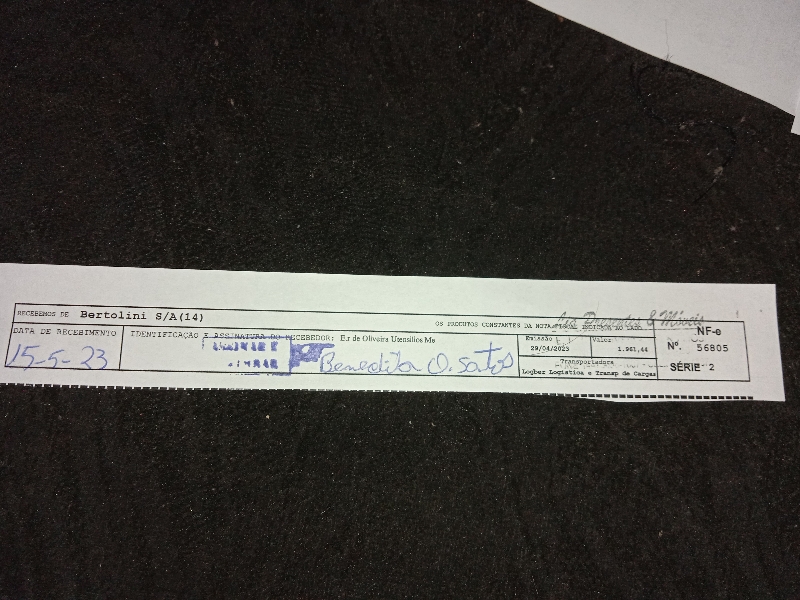 RECEBEMOS DE Bertolini S/A(14) OS PRODUTOS CONSTANTES DA NOTA FISCAL INDICADA AO LADO
NF-e
Nº. 56805
SÉRIE 2
DATA DE RECEBIMENTO
15-5-23
IDENTIFICAÇÃO E ASSINATURA DO RECEBEDOR: E.r de Oliveira Utensilios Me
Benedita O. Santos
Emissão
29/04/2023
Valor
1.961,44
Transportadora
Logber Logistica e Transp de Cargas